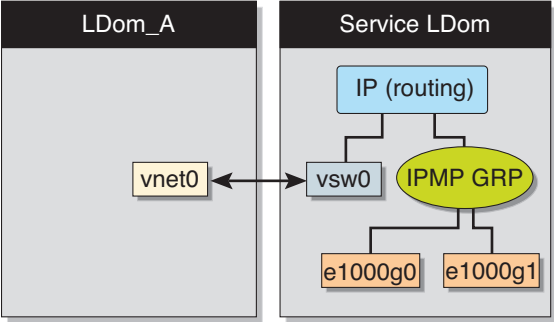 LDom_A
Service LDom
IP (routing)
vnet0
vsw0
IPMP GRP
e1000g0
e1000g1